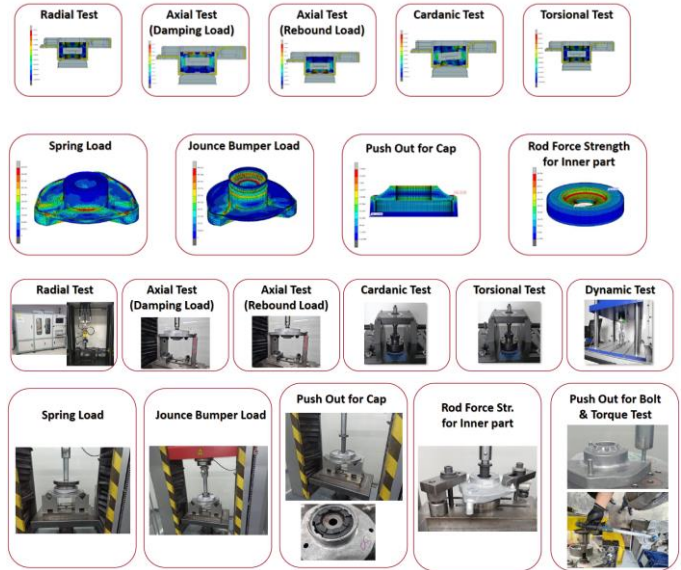 Radial Test
Axial Test
(Damping Load)
Axial Test
(Rebound Load)
Cardanic Test
Torsional Test
Spring Load
Jounce Bumper Load
Push Out for Cap
Rod Force Strength
for Inner part
Radial Test
Axial Test
(Damping Load)
Axial Test
(Rebound Load)
Cardanic Test
Torsional Test
Dynamic Test
Spring Load
Jounce Bumper Load
Push Out for Cap
Rod Force Str.
for Inner part
Push Out for Bolt
& Torque Test